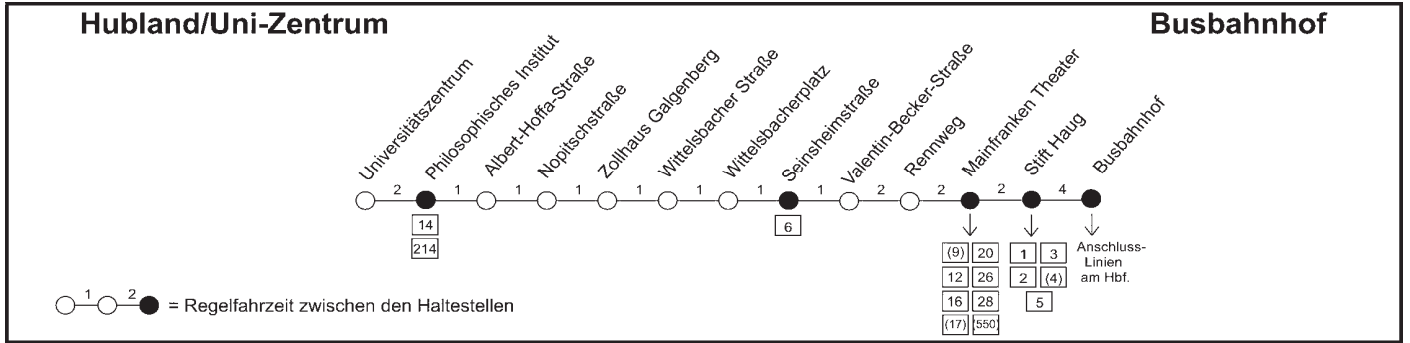 Hubland/Uni-Zentrum
Busbahnhof
Universitätszentrum
Philosophisches Institut
Albert-Hoffa-Straße
Nopitschstraße
Zollhaus Galgenberg
Wittelsbacher Straße
Wittelsbacherplatz
Seinsheimstraße
Valentin-Becker-Straße
Rennweg
Mainfranken Theater
Stift Haug
Busbahnhof
2 1 1 1 1 1 1 1 2 2 2 4
14
214
6
(9) 20
12 26
16 28
(17) (550)
1 3
2 (4)
5
Anschluss-
Linien
am Hbf.
1 2 = Regelfahrzeit zwischen den Haltestellen